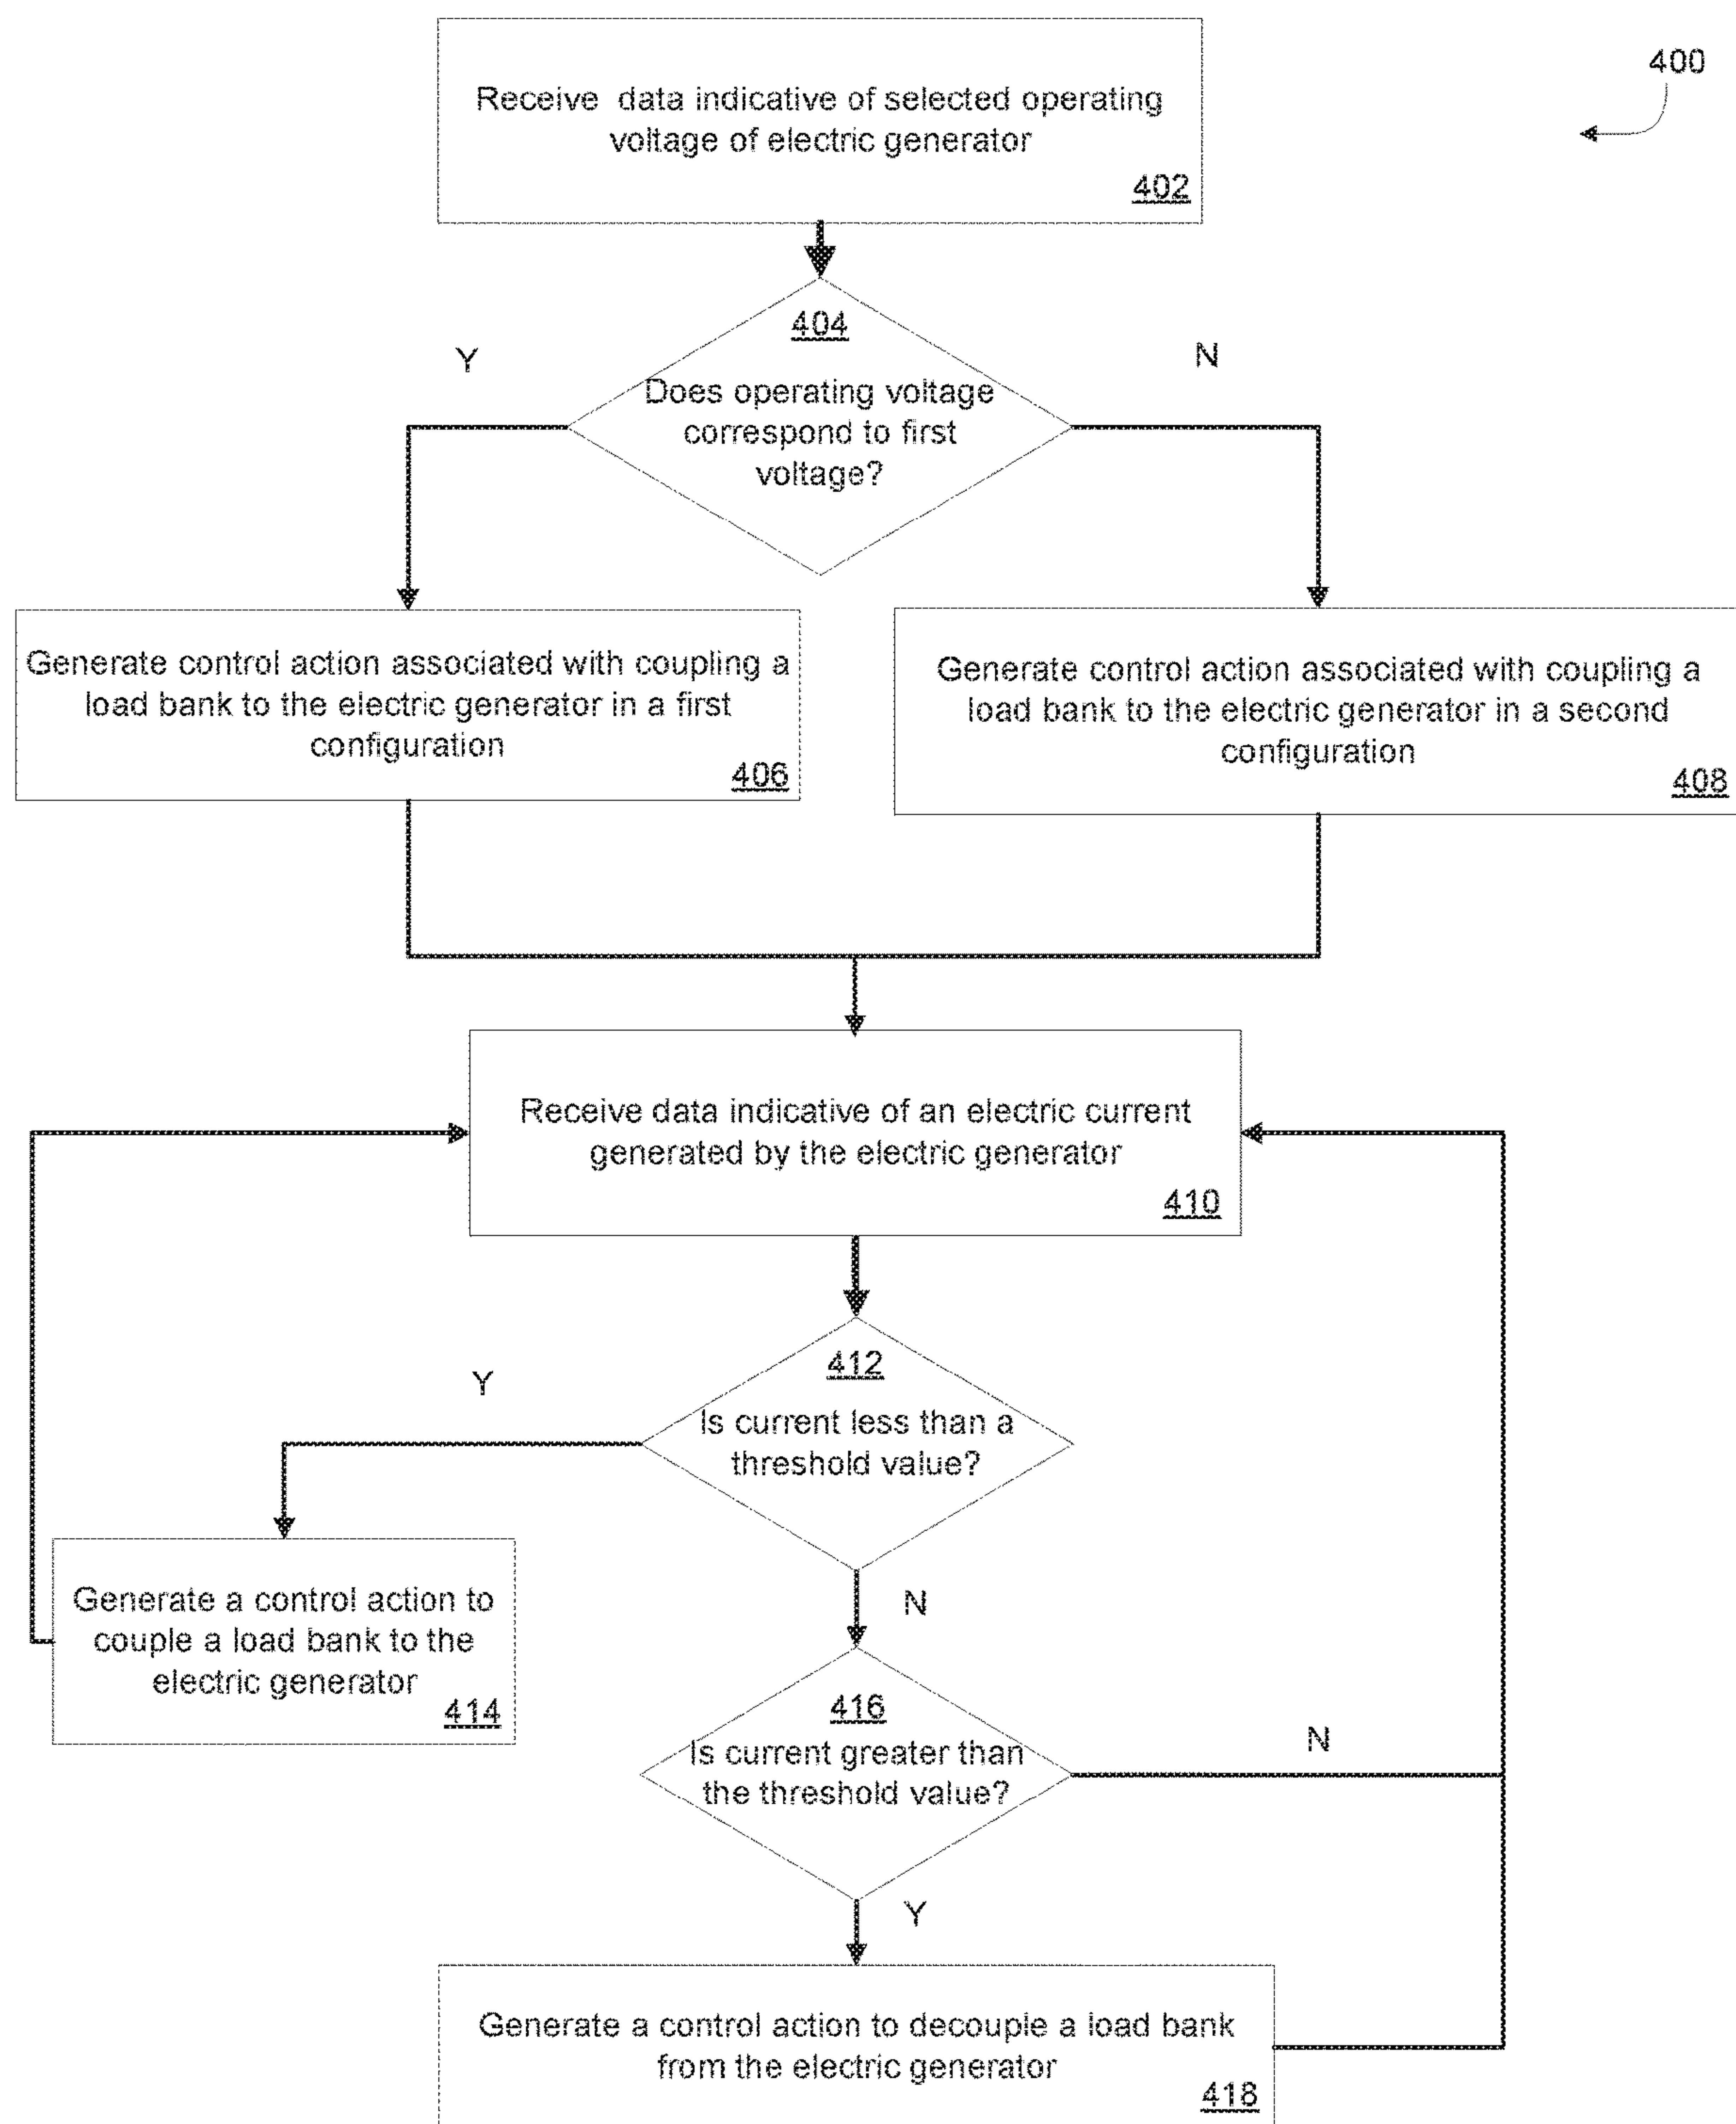 400
Receive data indicative of selected operating
voltage of electric generator
402
404
Y
N
Does operating voltage
correspond to first
voltage?
Generate control action associated with coupling a
load bank to the electric generator in a first
configuration
406
Generate control action associated with coupling a
load bank to the electric generator in a second
configuration
408
Receive data indicative of an electric current
generated by the electric generator
410
412
Y
Is current less than a
threshold value?
N
Generate a control action to
couple a load bank to the
electric generator
414
416
Is current greater than
the threshold value?
N
Y
Generate a control action to decouple a load bank
from the electric generator
418